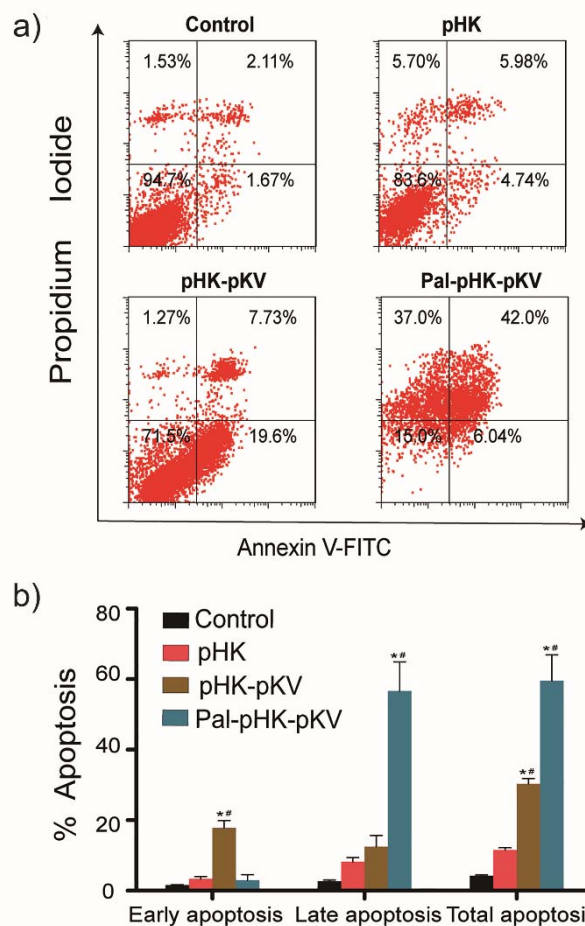 a)
Control
pHK
1.53%
2.11%
5.70%
5.98%
94.7%
1.67%
83.6%
4.74%
pHK-pKV
Pal-pHK-pKV
1.27%
7.73%
37.0%
42.0%
71.5%
19.6%
15.0%
6.04%
Propidium Iodide
Annexin V-FITC
b)
% Apoptosis
80
60
40
20
0
Control
pHK
pHK-pKV
Pal-pHK-pKV
*#
*#
*#
*#
Early apoptosis
Late apoptosis
Total apoptosis